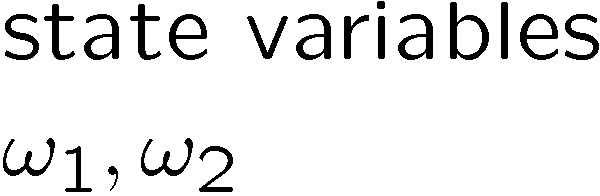 state variables
ω₁, ω₂